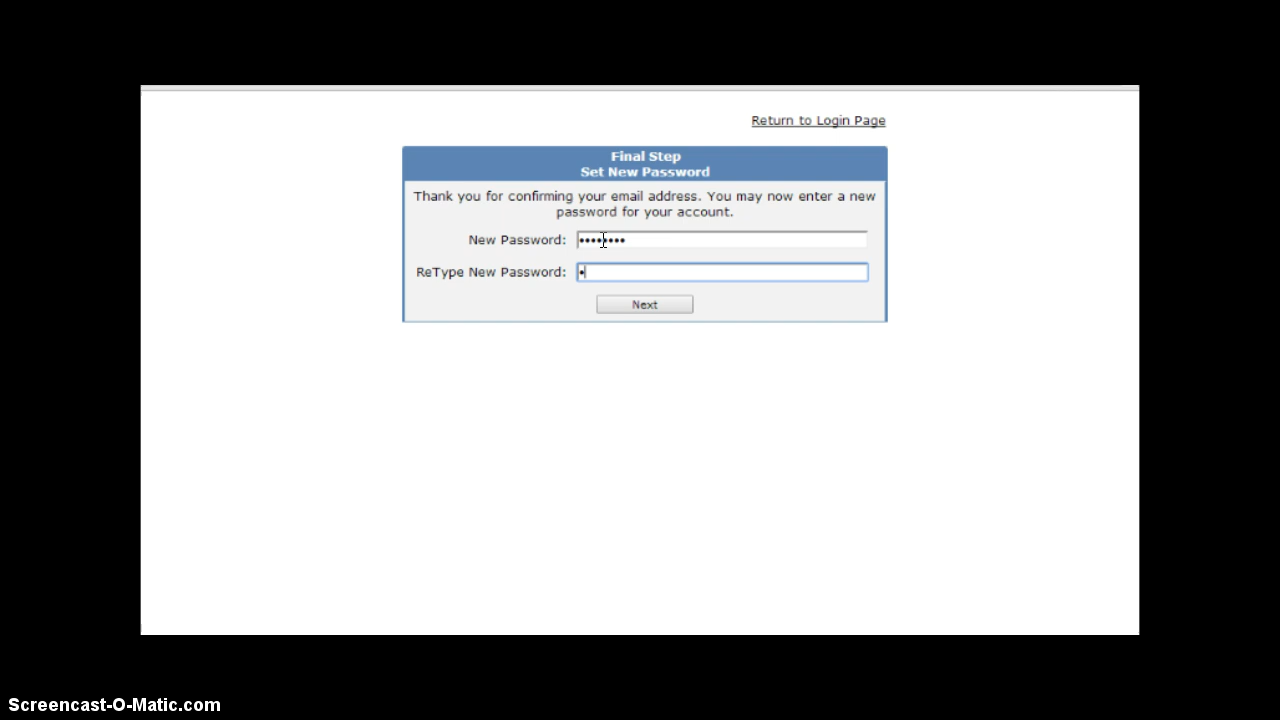 Return to Login Page
Final Step
Set New Password
Thank you for confirming your email address. You may now enter a new
password for your account.
New Password: ••••••••
ReType New Password: •
Next
Screencast-O-Matic.com